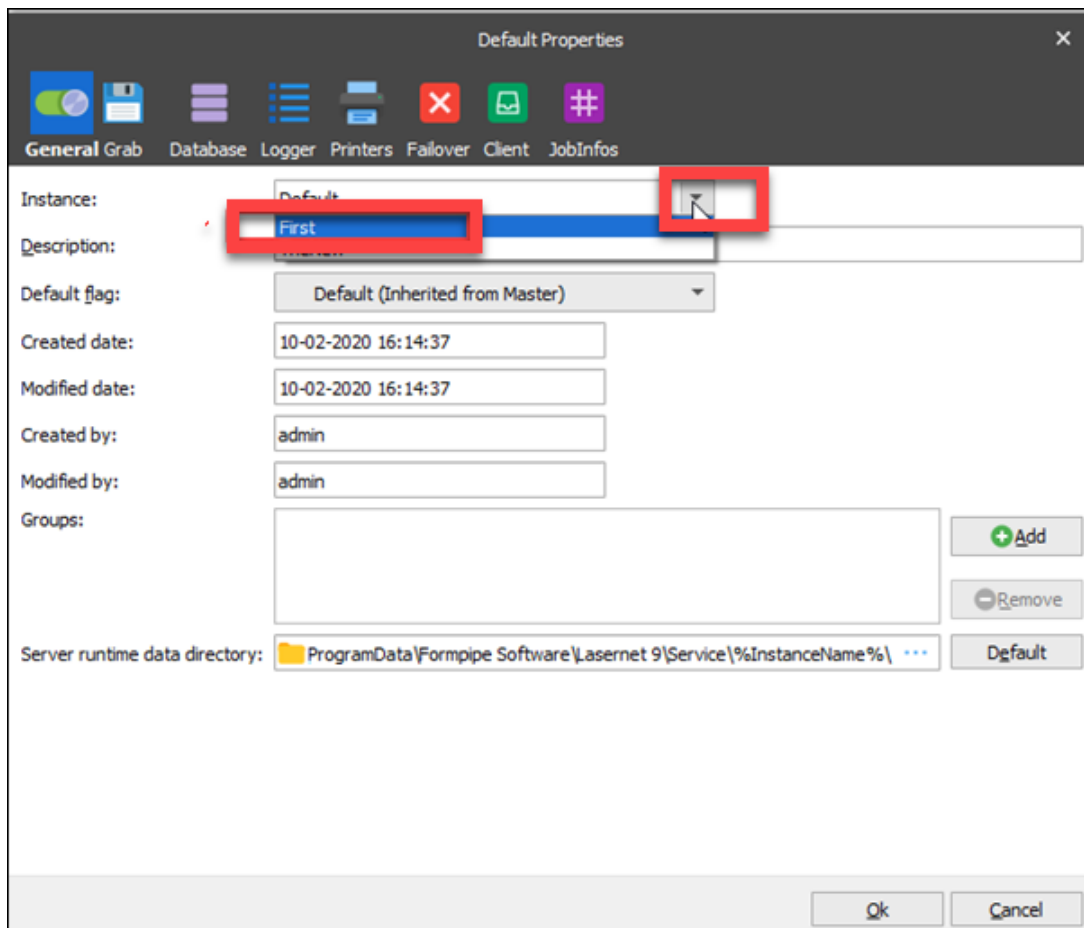 Default Properties
General Grab Database Logger Printers Failover Client JobInfos
Instance: Default
First
Description:
Default flag: Default (Inherited from Master)
Created date: 10-02-2020 16:14:37
Modified date: 10-02-2020 16:14:37
Created by: admin
Modified by: admin
Groups:
Add
Remove
Server runtime data directory: ProgramData\Formpipe Software\Lasernet 9\Service\%InstanceName%\ ... Default
Ok Cancel